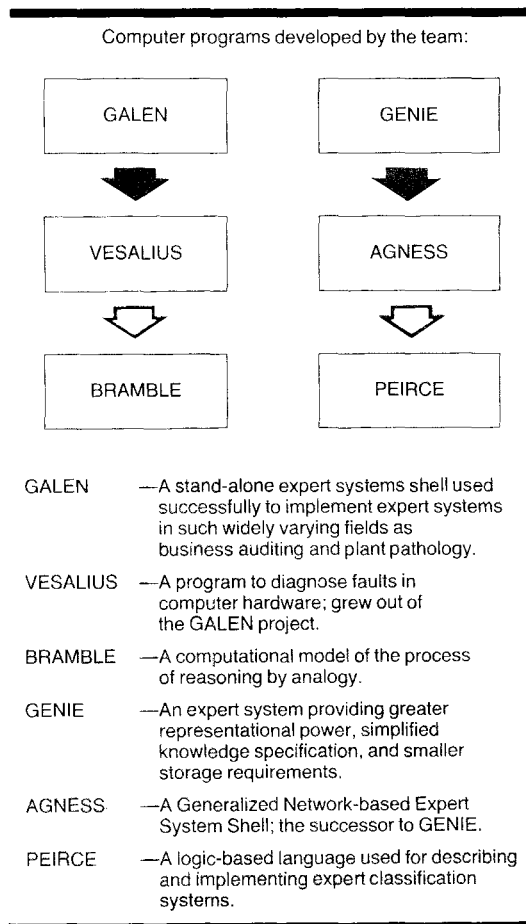 Computer programs developed by the team:
GALEN
GENIE
VESALIUS
AGNESS
BRAMBLE
PEIRCE
GALEN —A stand-alone expert systems shell used
successfully to implement expert systems
in such widely varying fields as
business auditing and plant pathology.
VESALIUS —A program to diagnose faults in
computer hardware; grew out of
the GALEN project.
BRAMBLE —A computational model of the process
of reasoning by analogy.
GENIE —An expert system providing greater
representational power, simplified
knowledge specification, and smaller
storage requirements.
AGNESS —A Generalized Network-based Expert
System Shell; the successor to GENIE.
PEIRCE —A logic-based language used for describing
and implementing expert classification
systems.